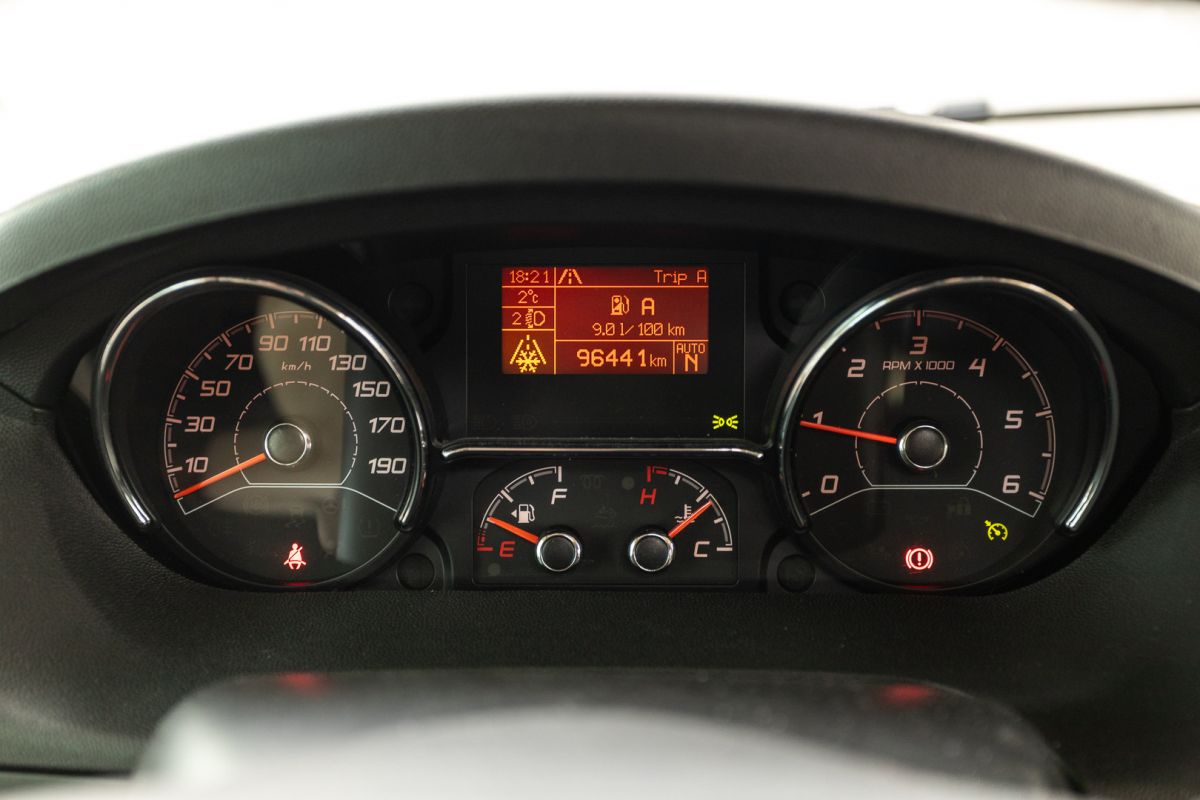 18:21 Trip A
2°c
A
2
9.0 l/100 km
96441 km
AUTO
N
10 30 50 70 90 110 130 150 170 190
km/h
0 1 2 3 4 5 6
RPM X 1000
F
E
H
C